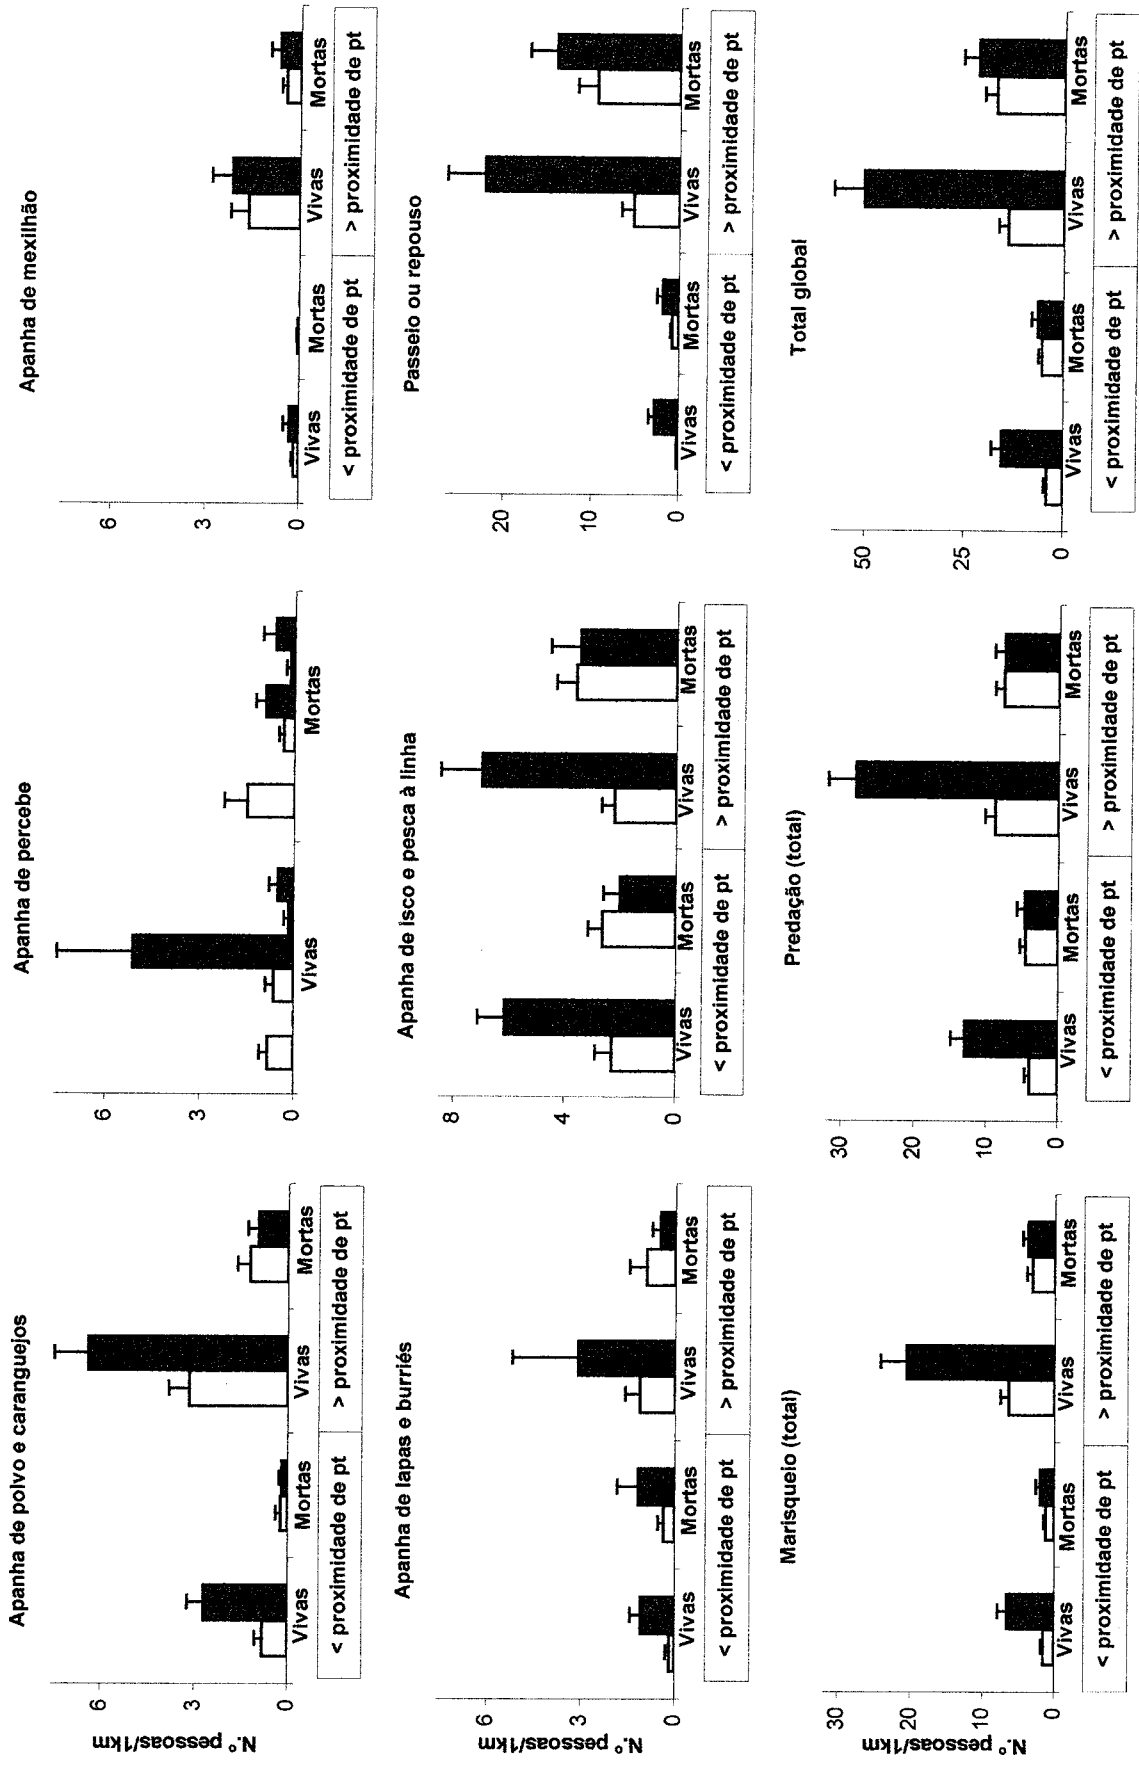 Apanha de polvo e caranguejos
N.º pessoas/1km
6
3
0
Vivas
Mortas
Vivas
Mortas
< proximidade de pt
> proximidade de pt
Apanha de percebe
6
3
0
Vivas
Mortas
Apanha de mexilhão
6
3
0
Vivas
Mortas
Vivas
Mortas
< proximidade de pt
> proximidade de pt
Apanha de lapas e burriés
N.º pessoas/1km
6
3
0
Vivas
Mortas
Vivas
Mortas
< proximidade de pt
> proximidade de pt
Apanha de isco e pesca à linha
8
4
0
Vivas
Mortas
Vivas
Mortas
< proximidade de pt
> proximidade de pt
Passeio ou repouso
20
10
0
Vivas
Mortas
Vivas
Mortas
< proximidade de pt
> proximidade de pt
Marisqueio (total)
N.º pessoas/1km
30
20
10
0
Vivas
Mortas
Vivas
Mortas
< proximidade de pt
> proximidade de pt
Predação (total)
30
20
10
0
Vivas
Mortas
Vivas
Mortas
< proximidade de pt
> proximidade de pt
Total global
50
25
0
Vivas
Mortas
Vivas
Mortas
< proximidade de pt
> proximidade de pt